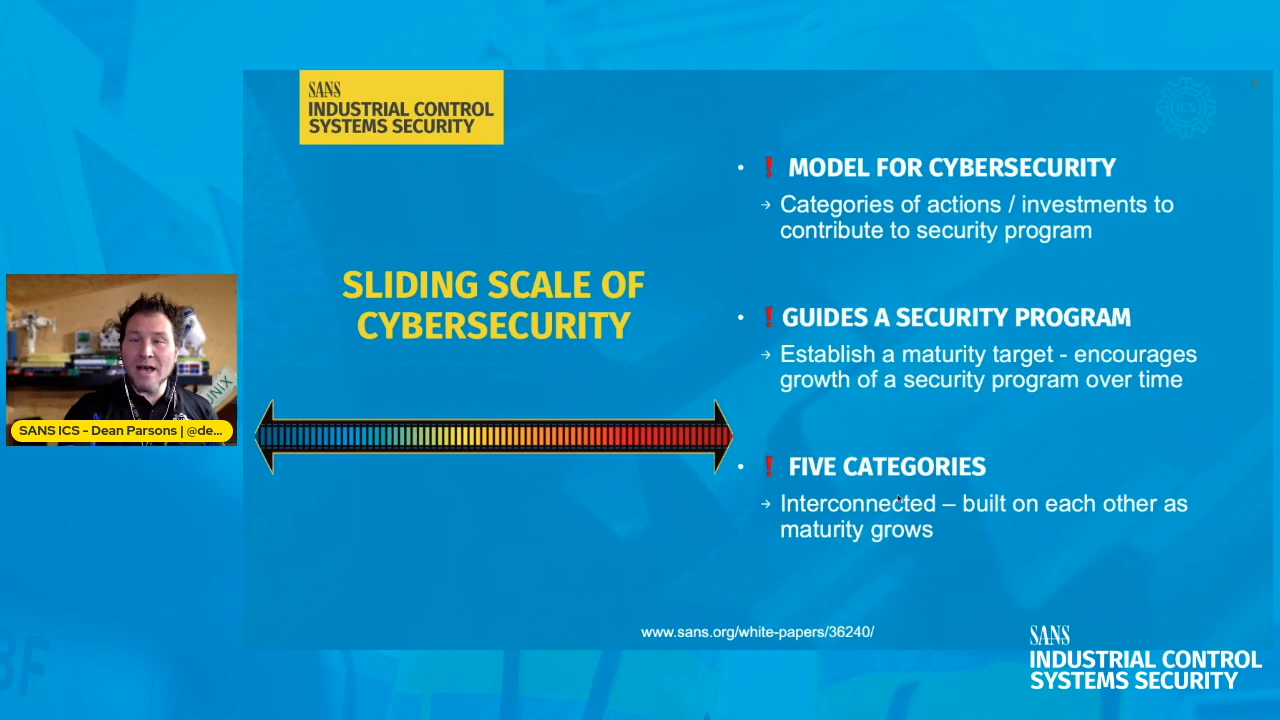 SANS
INDUSTRIAL CONTROL
SYSTEMS SECURITY
ICS
SLIDING SCALE OF
CYBERSECURITY
• ❗ MODEL FOR CYBERSECURITY
→ Categories of actions / investments to
contribute to security program
• ❗ GUIDES A SECURITY PROGRAM
→ Establish a maturity target - encourages
growth of a security program over time
• ❗ FIVE CATEGORIES
→ Interconnected – built on each other as
maturity grows
www.sans.org/white-papers/36240/
UNIX
SANS ICS - Dean Parsons | @de...
SANS
INDUSTRIAL CONTROL
SYSTEMS SECURITY